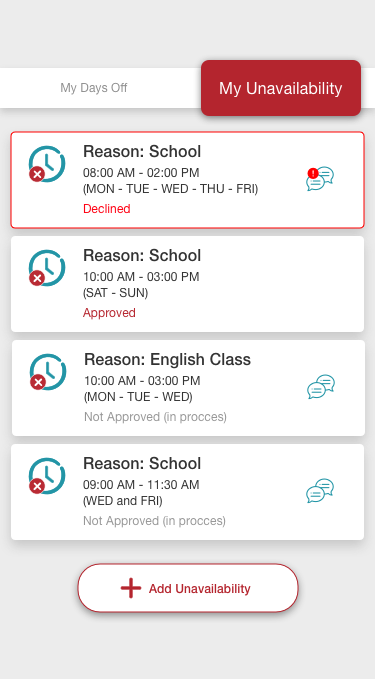 My Days Off
My Unavailability
Reason: School
08:00 AM - 02:00 PM
(MON - TUE - WED - THU - FRI)
Declined
Reason: School
10:00 AM - 03:00 PM
(SAT - SUN)
Approved
Reason: English Class
10:00 AM - 03:00 PM
(MON - TUE - WED)
Not Approved (in procces)
Reason: School
09:00 AM - 11:30 AM
(WED and FRI)
Not Approved (in procces)
Add Unavailability